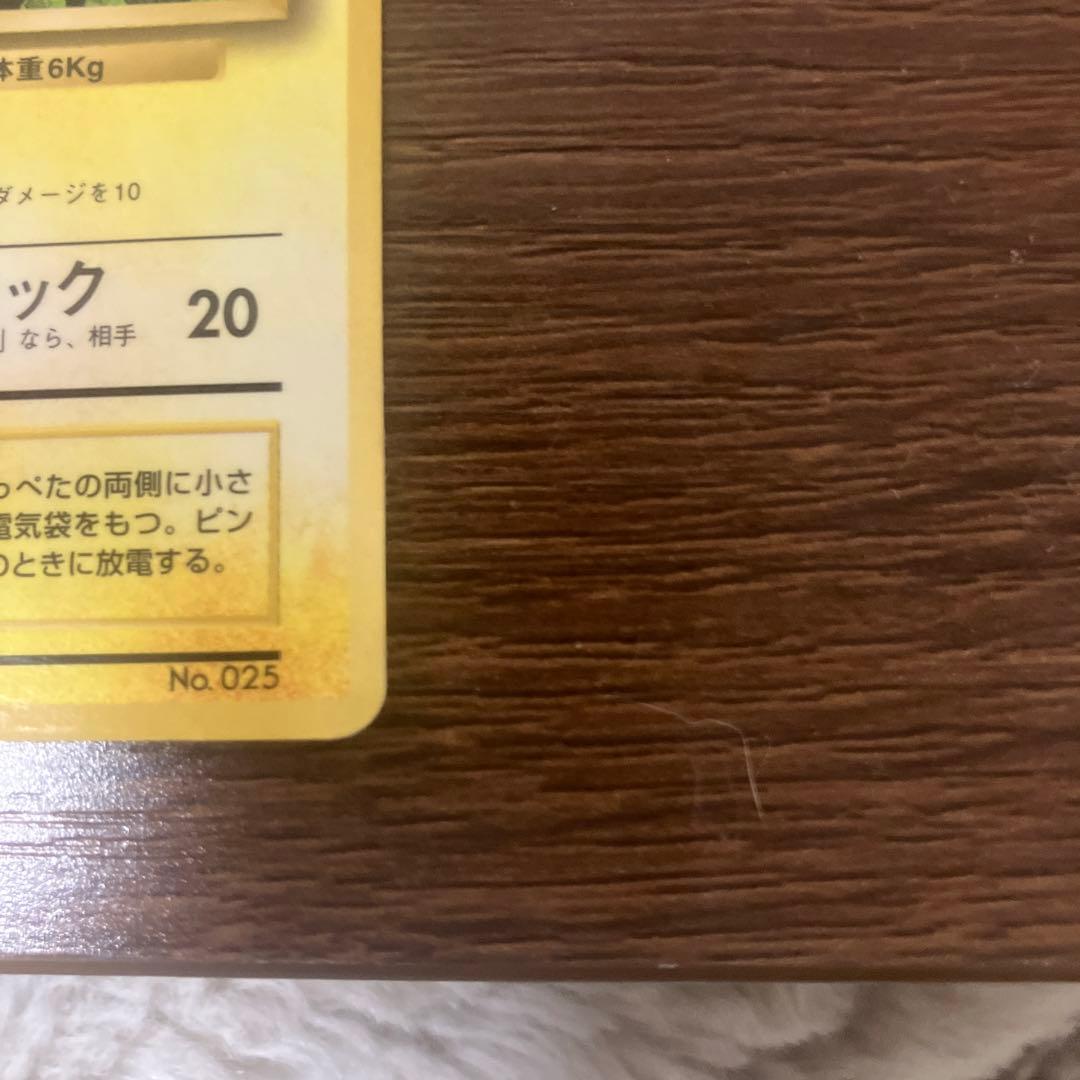 体重6Kg
ダメージを10
ック 20
」なら、相手
っぺたの両側に小さ
電気袋をもつ。ピン
のときに放電する。
No. 025